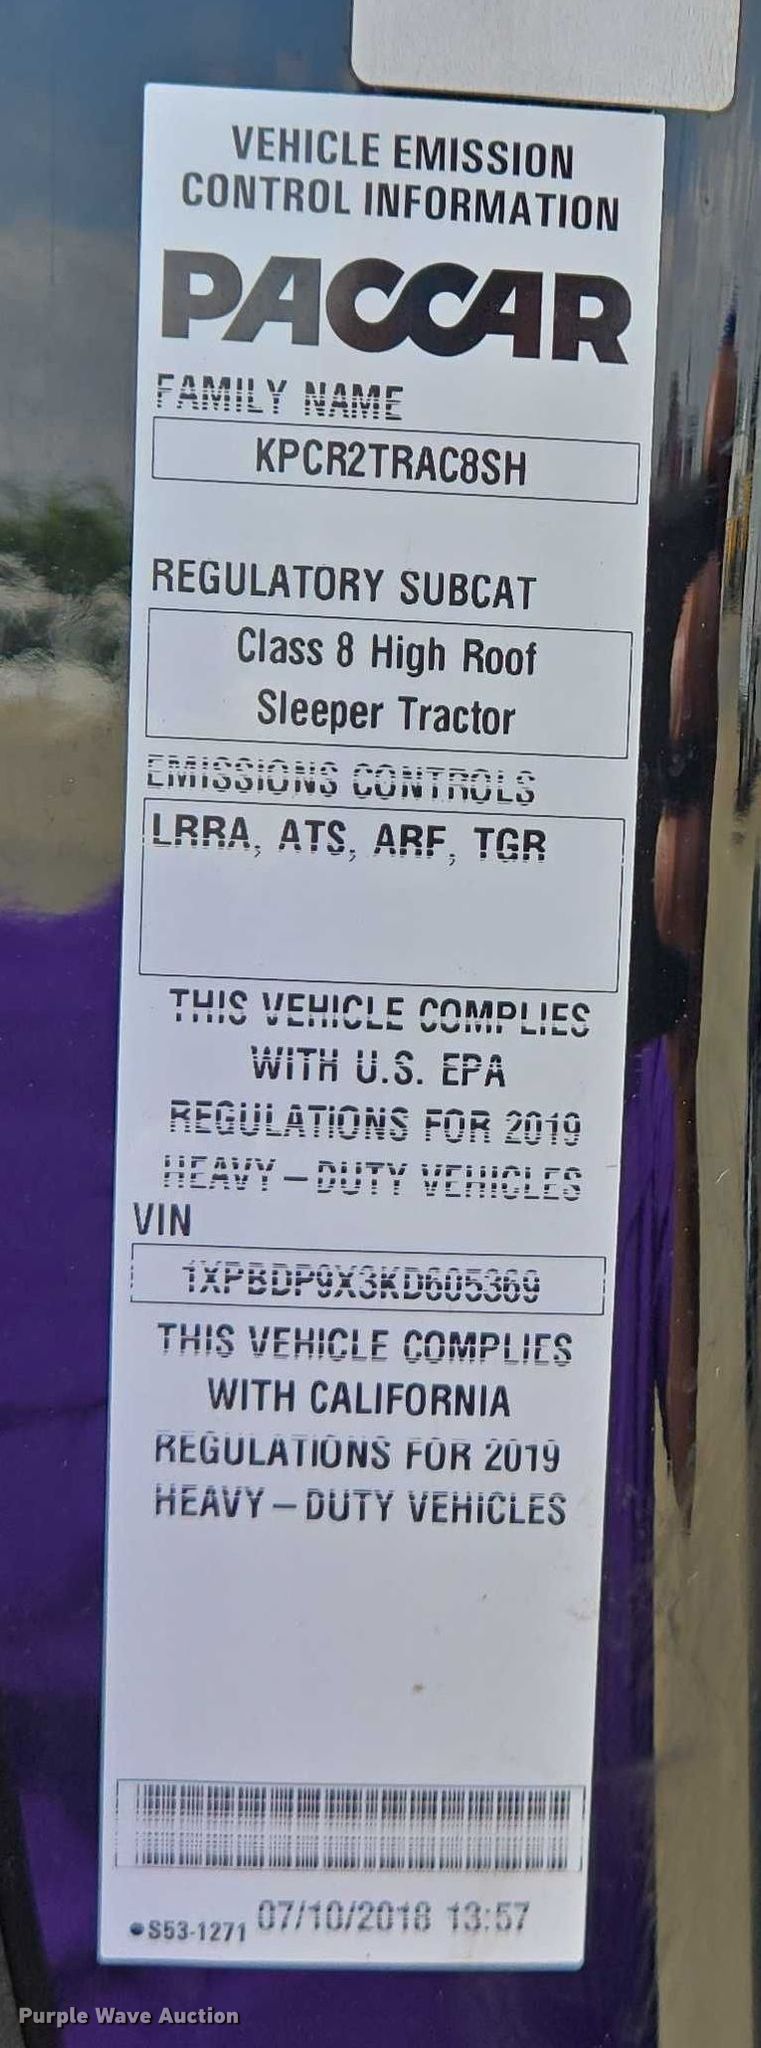 VEHICLE EMISSION
CONTROL INFORMATION
PACCAR
FAMILY NAME
KPCR2TRAC8SH
REGULATORY SUBCAT
Class 8 High Roof
Sleeper Tractor
EMISSIONS CONTROLS
LRRA, ATS, ARF, TGR
THIS VEHICLE COMPLIES
WITH U.S. EPA
REGULATIONS FOR 2019
HEAVY–DUTY VEHICLES
VIN
1XPBDP9X3KD605369
THIS VEHICLE COMPLIES
WITH CALIFORNIA
REGULATIONS FOR 2019
HEAVY–DUTY VEHICLES
•S53-1271 07/10/2018 13:57
Purple Wave Auction